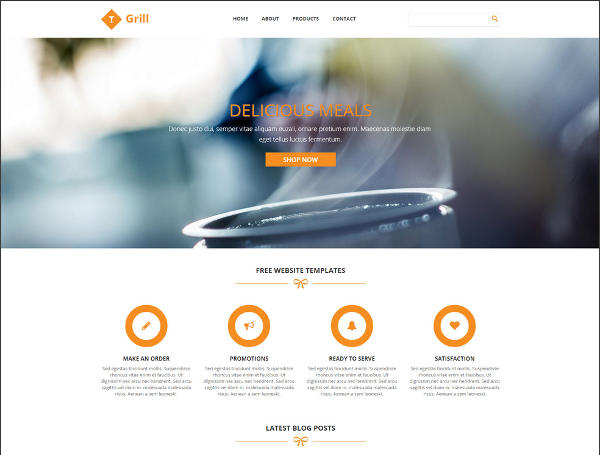 Grill
HOME ABOUT PRODUCTS CONTACT
DELICIOUS MEALS
Donec justo dui, semper vitae aliquam euzali, ornare pretium enim. Maecenas molestie diam
eget tellus luctus fermentum.
SHOP NOW
FREE WEBSITE TEMPLATES
MAKE AN ORDER
Sed egestas tincidunt mollis. Suspendisse
rhoncus vitae enim et faucibus. Ut
dignissim nec arcu nec hendrerit. Sed arcu
sagittis vel diam in, malesuada malesuada
risus. Aenean a sem leoneski.
PROMOTIONS
Sed egestas tincidunt mollis. Suspendisse
rhoncus vitae enim et faucibus. Ut
dignissim nec arcu nec hendrerit. Sed arcu
sagittis vel diam in, malesuada malesuada
risus. Aenean a sem leoneski.
READY TO SERVE
Sed egestas tincidunt mollis. Suspendisse
rhoncus vitae enim et faucibus. Ut
dignissim nec arcu nec hendrerit. Sed arcu
sagittis vel diam in, malesuada malesuada
risus. Aenean a sem leoneski.
SATISFACTION
Sed egestas tincidunt mollis. Suspendisse
rhoncus vitae enim et faucibus. Ut
dignissim nec arcu nec hendrerit. Sed arcu
sagittis vel diam in, malesuada malesuada
risus. Aenean a sem leoneski.
LATEST BLOG POSTS